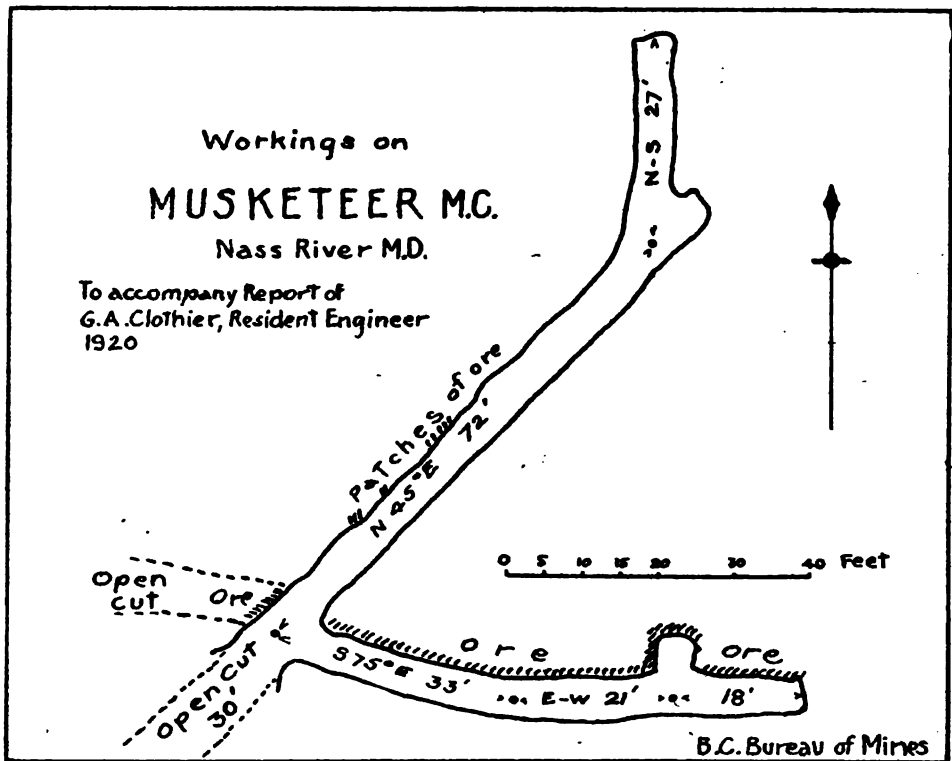 Workings on
MUSKETEER M.C.
Nass River M.D.
To accompany Report of
G.A. Clothier, Resident Engineer
1920
N-S 27'
Patches of ore
N 45° E 72'
0 5 10 15 20 30 40 Feet
Open
cut
Ore
Open cut
30'
Ore
ore
S 75° E 33'
E-W 21'
18'
B.C. Bureau of Mines